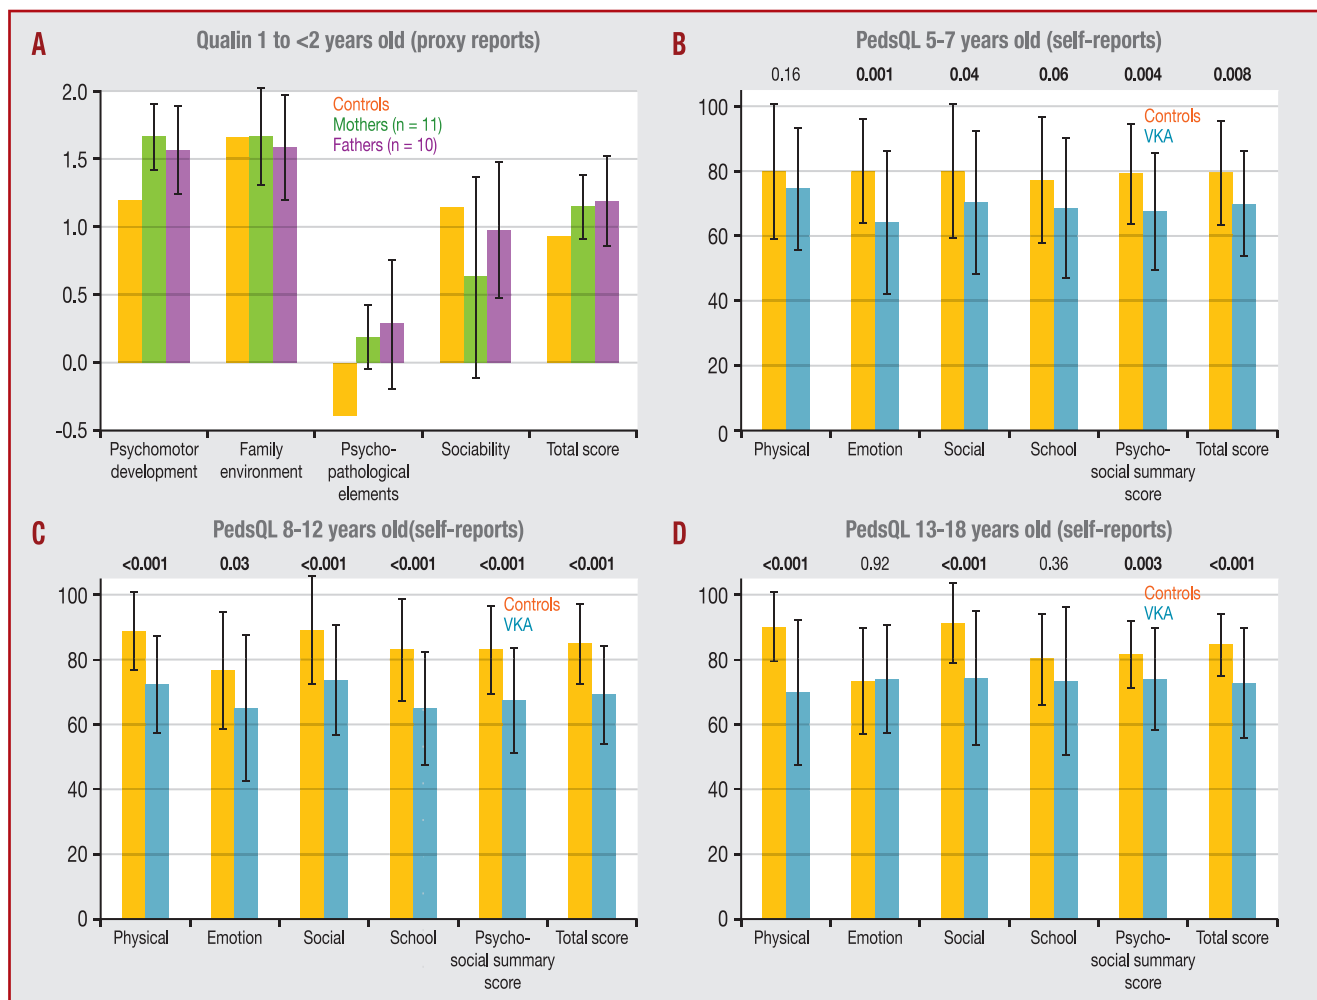 A
Qualin 1 to <2 years old (proxy reports)
2.0
1.5
1.0
0.5
0.0
-0.5
Controls
Mothers (n = 11)
Fathers (n = 10)
Psychomotor
development
Family
environment
Psycho-
pathological
elements
Sociability
Total score
B
PedsQL 5-7 years old (self-reports)
0.16 0.001 0.04 0.06 0.004 0.008
100
80
60
40
20
0
Controls
VKA
Physical
Emotion
Social
School
Psycho-
social summary
score
Total score
C
PedsQL 8-12 years old(self-reports)
<0.001 0.03 <0.001 <0.001 <0.001 <0.001
100
80
60
40
20
0
Controls
VKA
Physical
Emotion
Social
School
Psycho-
social summary
score
Total score
D
PedsQL 13-18 years old (self-reports)
<0.001 0.92 <0.001 0.36 0.003 <0.001
100
80
60
40
20
0
Controls
VKA
Physical
Emotion
Social
School
Psycho-
social summary
score
Total score